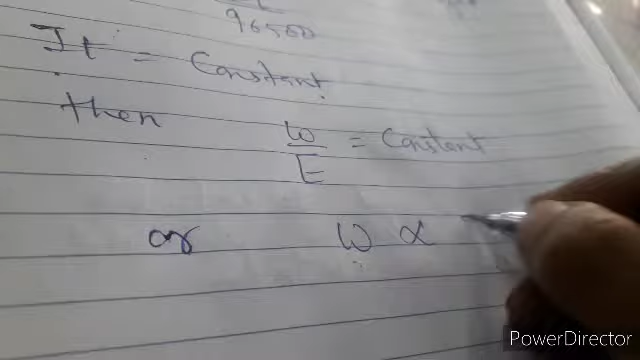 96500
It = Constant.
then
W/E = Constant
or W ∝
PowerDirector